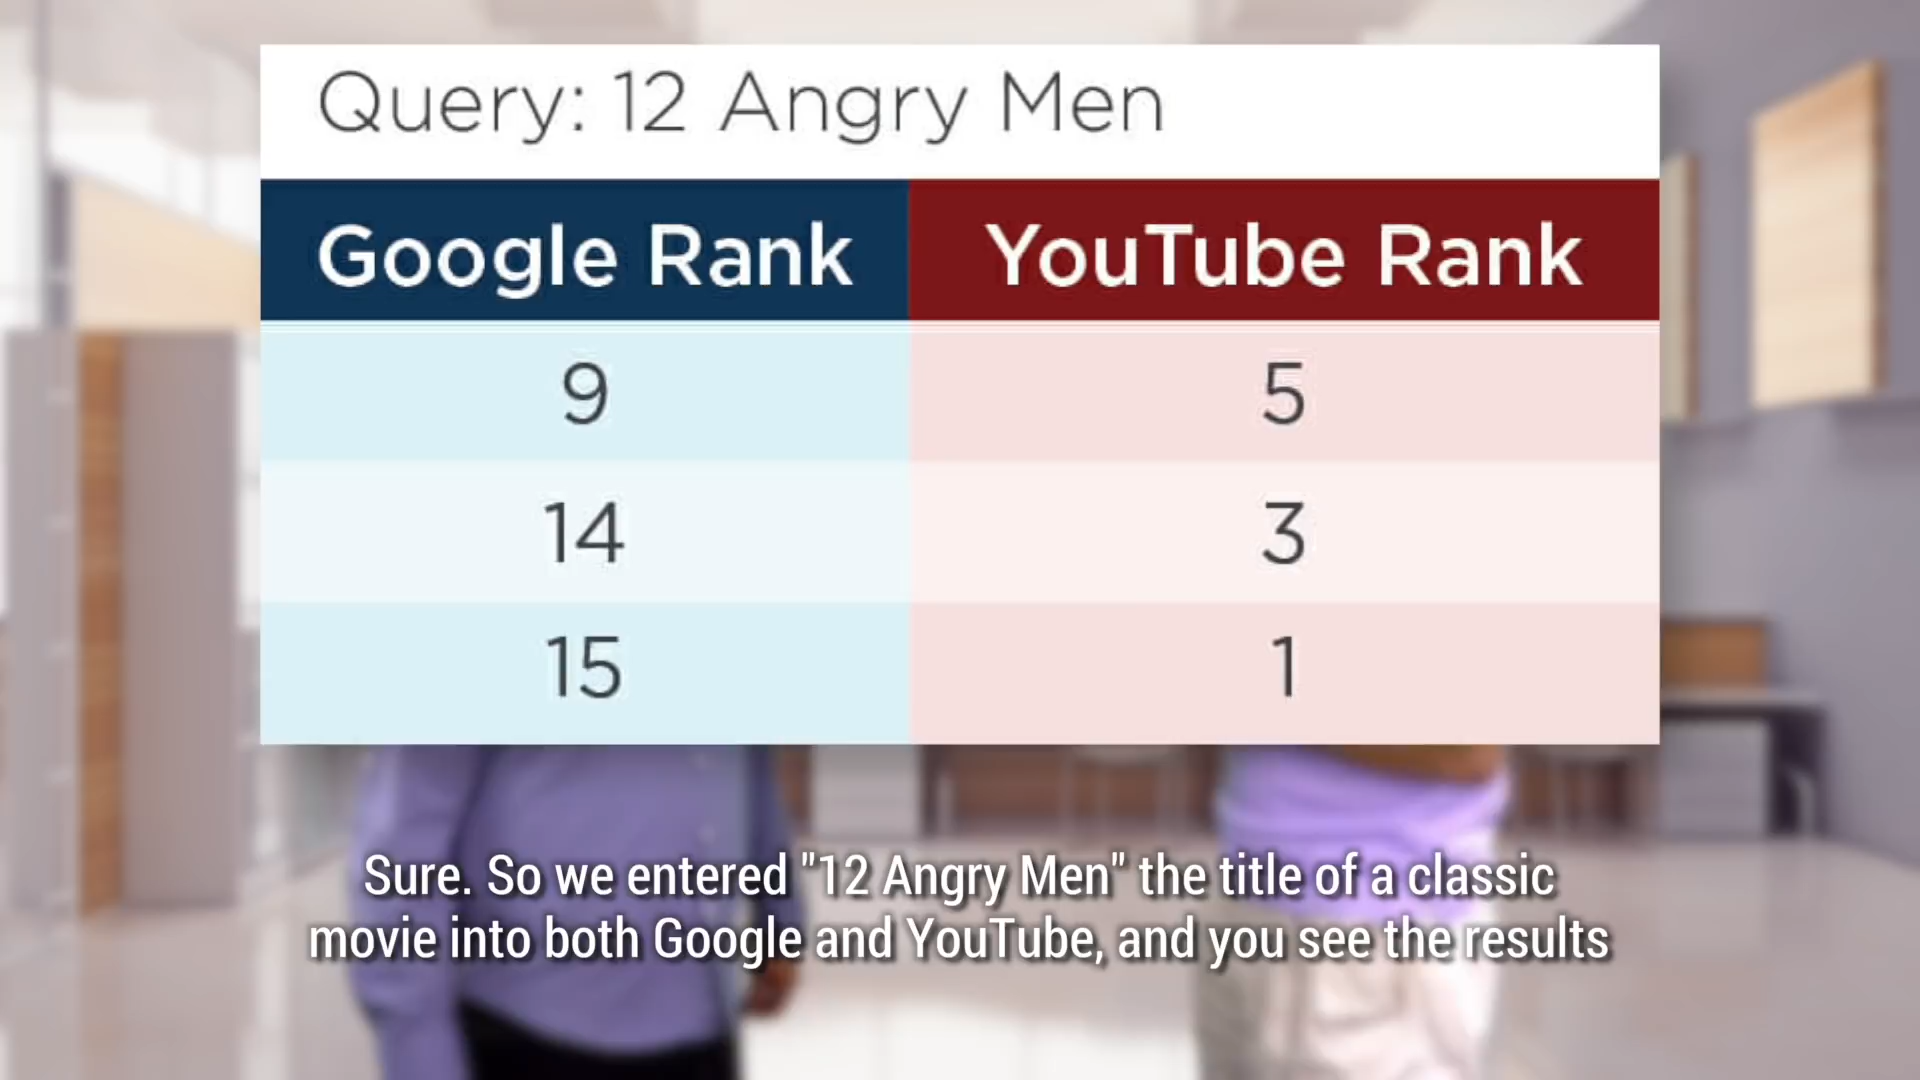 Query: 12 Angry Men
Google Rank YouTube Rank
9 5
14 3
15 1
Sure. So we entered "12 Angry Men" the title of a classic
movie into both Google and YouTube, and you see the results